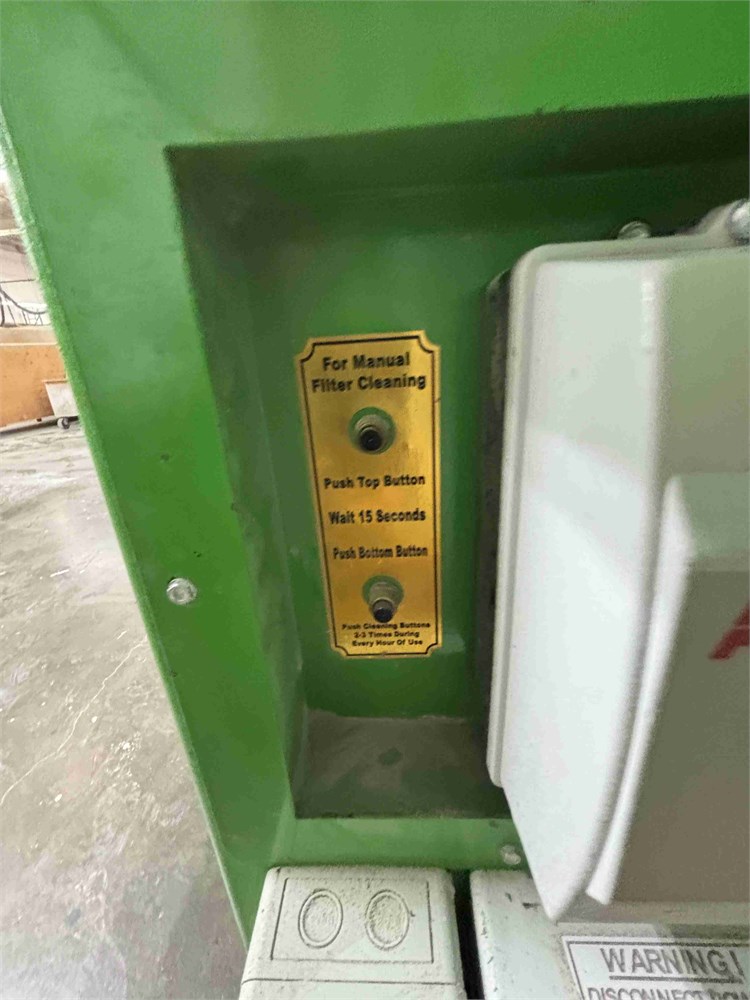 For Manual
Filter Cleaning
Push Top Button
Wait 15 Seconds
Push Bottom Button
Push Cleaning Buttons
2-3 Times During
Every Hour Of Use
A
WARNING!
DISCONNECT